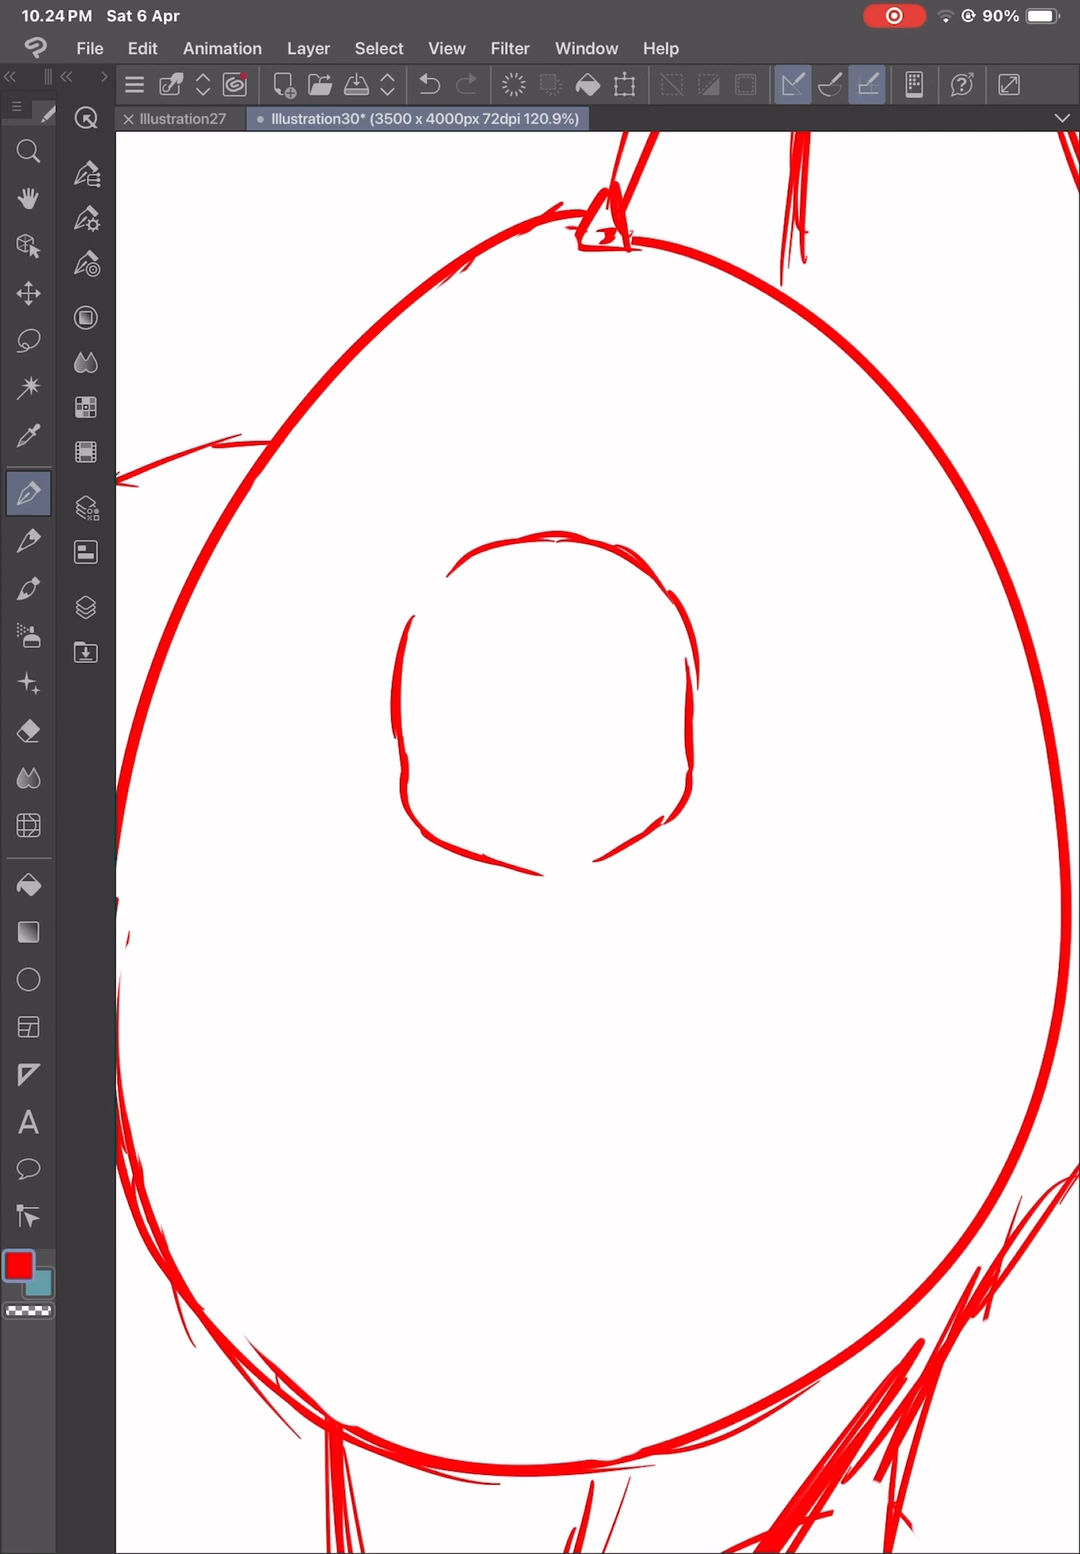 10.24 PM Sat 6 Apr 90%
File Edit Animation Layer Select View Filter Window Help
Illustration27 Illustration30* (3500 x 4000px 72dpi 120.9%)
A